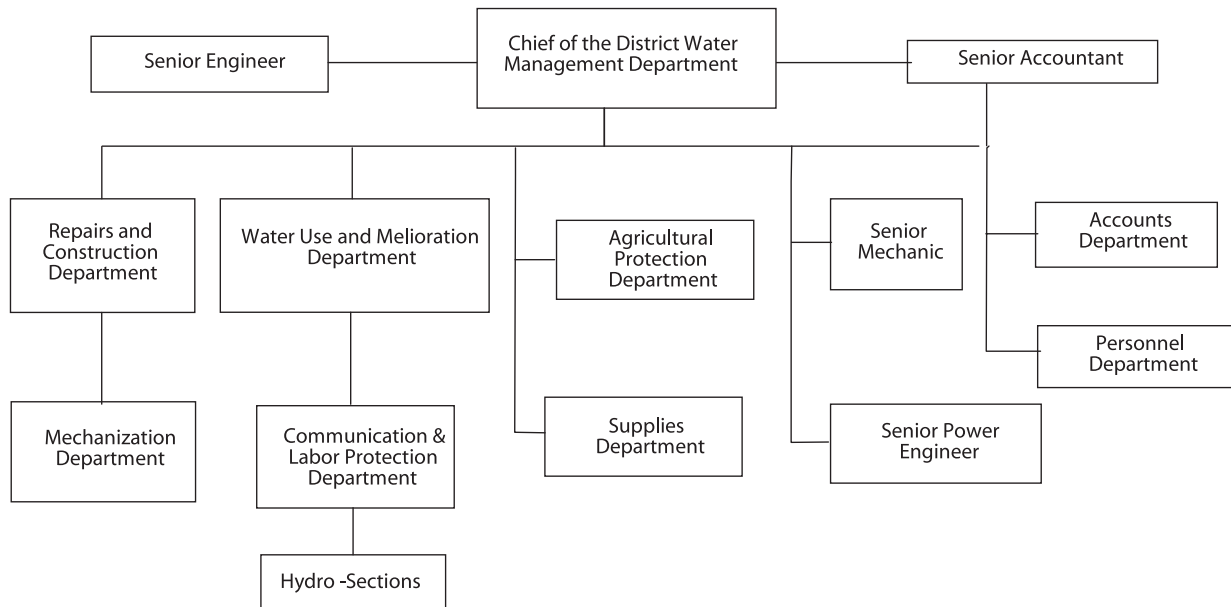 Senior Engineer
Chief of the District Water
Management Department
Senior Accountant
Repairs and
Construction
Department
Water Use and Melioration
Department
Agricultural
Protection
Department
Senior
Mechanic
Accounts
Department
Personnel
Department
Mechanization
Department
Communication &
Labor Protection
Department
Supplies
Department
Senior Power
Engineer
Hydro -Sections